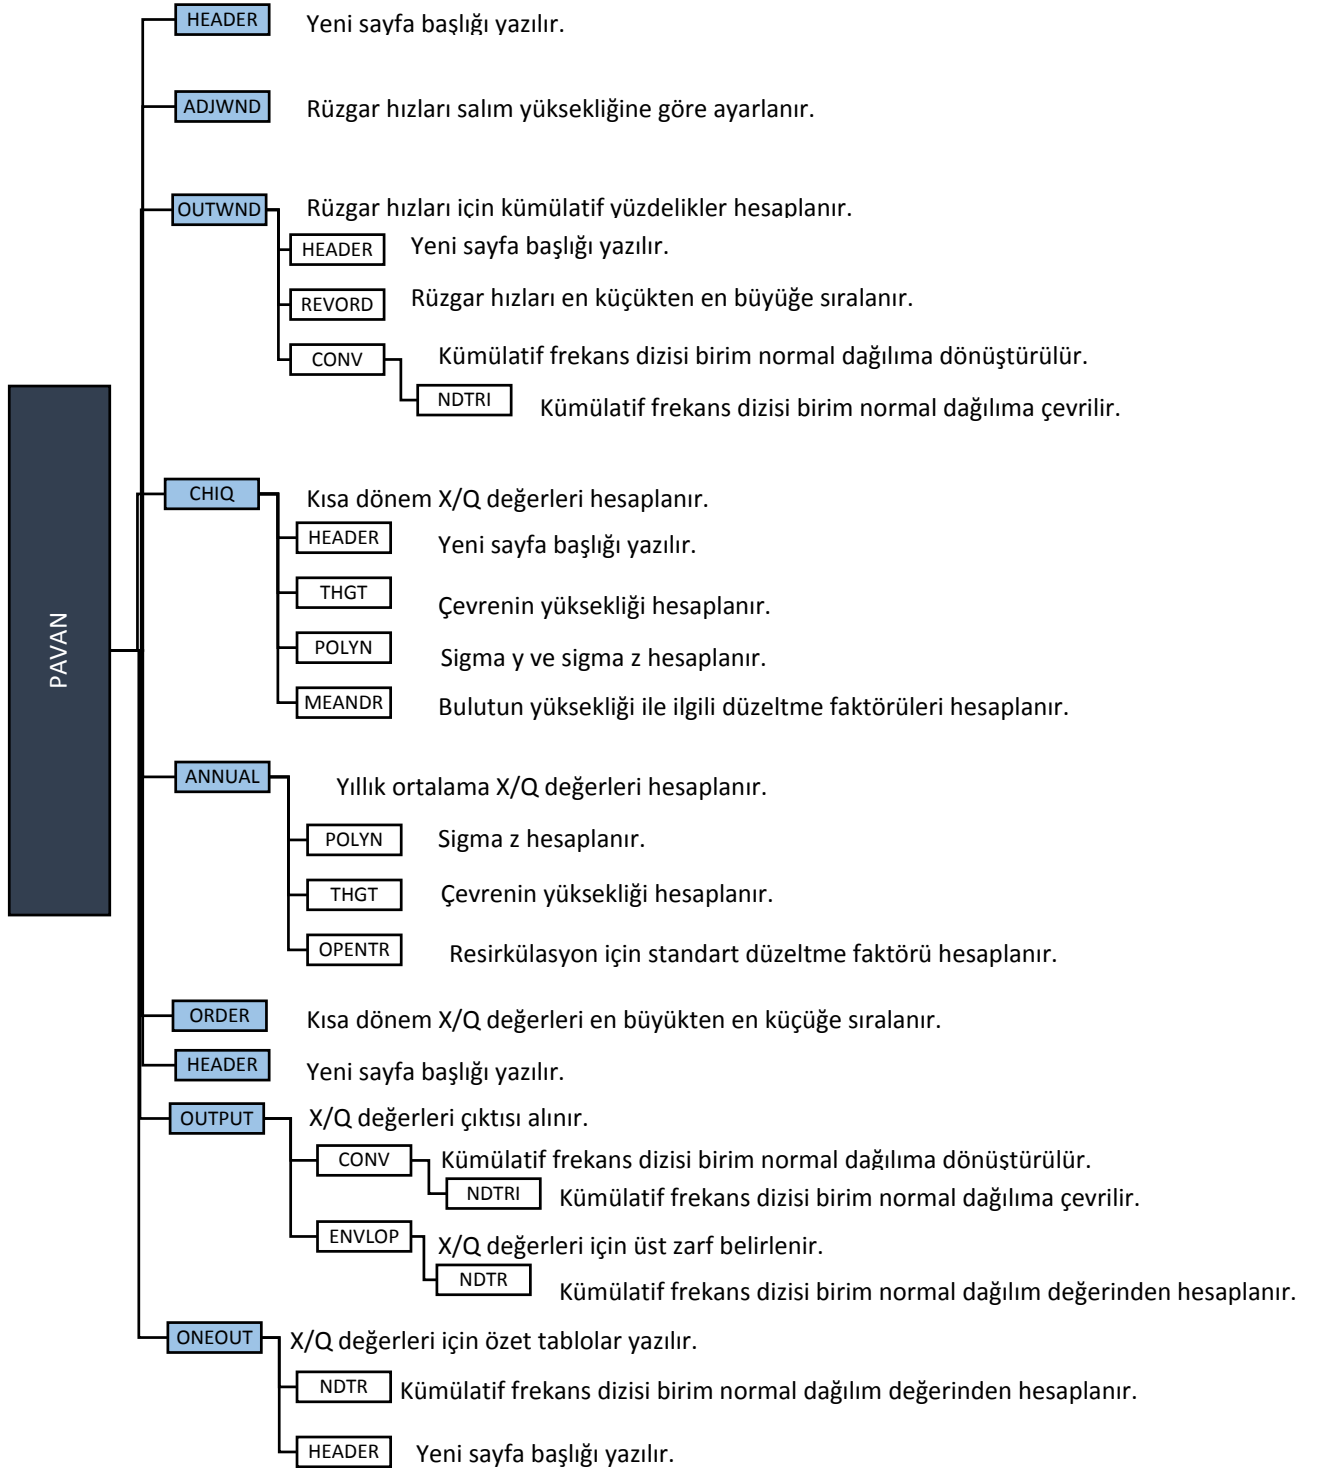 HEADER Yeni sayfa başlığı yazılır.
ADJWND Rüzgar hızları salım yüksekliğine göre ayarlanır.
OUTWND Rüzgar hızları için kümülatif yüzdelikler hesaplanır.
HEADER Yeni sayfa başlığı yazılır.
REVORD Rüzgar hızları en küçükten en büyüğe sıralanır.
CONV Kümülatif frekans dizisi birim normal dağılıma dönüştürülür.
NDTRI Kümülatif frekans dizisi birim normal dağılıma çevrilir.
CHIQ Kısa dönem X/Q değerleri hesaplanır.
HEADER Yeni sayfa başlığı yazılır.
THGT Çevrenin yüksekliği hesaplanır.
PAVAN
POLYN Sigma y ve sigma z hesaplanır.
MEANDR Bulutun yüksekliği ile ilgili düzeltme faktörüleri hesaplanır.
ANNUAL Yıllık ortalama X/Q değerleri hesaplanır.
POLYN Sigma z hesaplanır.
THGT Çevrenin yüksekliği hesaplanır.
OPENTR Resirkülasyon için standart düzeltme faktörü hesaplanır.
ORDER Kısa dönem X/Q değerleri en büyükten en küçüğe sıralanır.
HEADER Yeni sayfa başlığı yazılır.
OUTPUT X/Q değerleri çıktısı alınır.
CONV Kümülatif frekans dizisi birim normal dağılıma dönüştürülür.
NDTRI Kümülatif frekans dizisi birim normal dağılıma çevrilir.
ENVLOP X/Q değerleri için üst zarf belirlenir.
NDTR Kümülatif frekans dizisi birim normal dağılım değerinden hesaplanır.
ONEOUT X/Q değerleri için özet tablolar yazılır.
NDTR Kümülatif frekans dizisi birim normal dağılım değerinden hesaplanır.
HEADER Yeni sayfa başlığı yazılır.